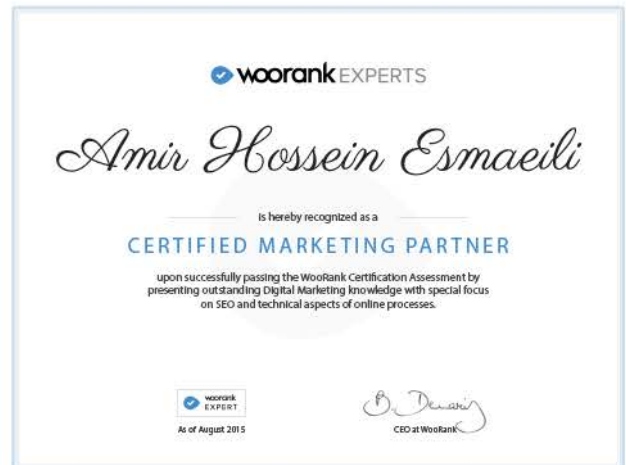 woorank EXPERTS
Amir Hossein Esmaeili
is hereby recognized as a
CERTIFIED MARKETING PARTNER
upon successfully passing the WooRank Certification Assessment by
presenting outstanding Digital Marketing knowledge with special focus
on SEO and technical aspects of online processes.
woorank
EXPERT
As of August 2015
CEO at WooRank